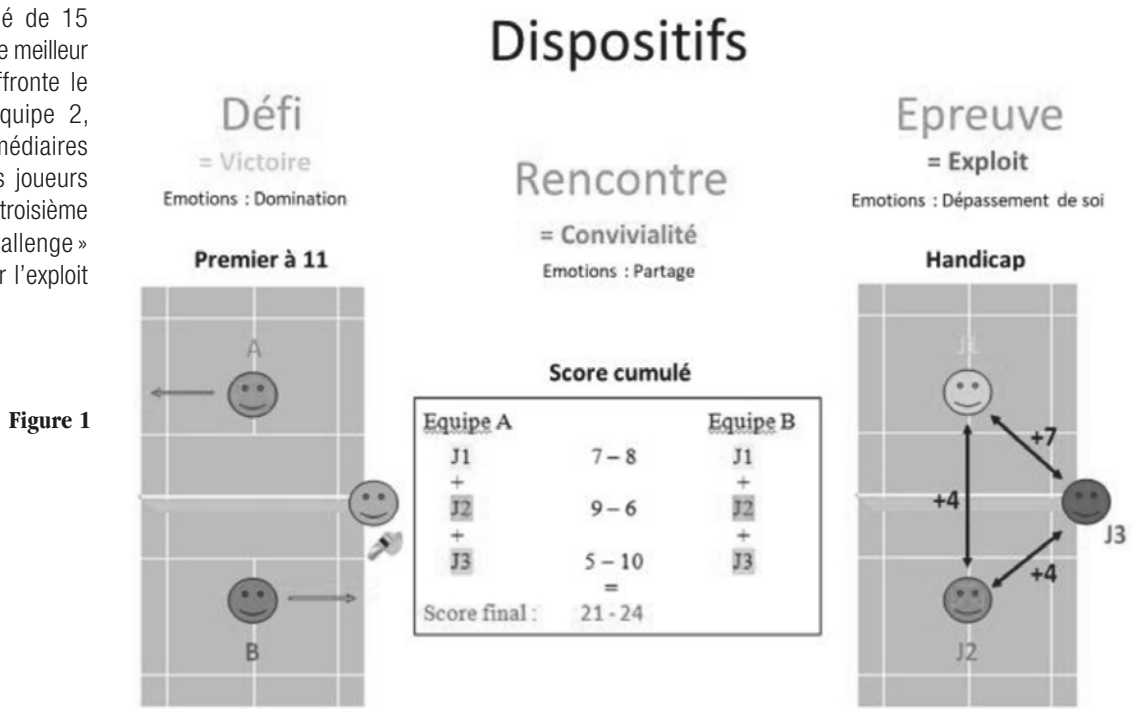 é de 15
e meilleur
ffronte le
quipe 2,
médiaires
s joueurs
troisième
allenge »
r l'exploit
Figure 1
Dispositifs
Défi
= Victoire
Emotions : Domination
Premier à 11
A
B
Rencontre
= Convivialité
Emotions : Partage
Score cumulé
Equipe A Equipe B
J1 7 – 8 J1
+ +
J2 9 – 6 J2
+ +
J3 5 – 10 J3
=
Score final : 21 - 24
Epreuve
= Exploit
Emotions : Dépassement de soi
Handicap
J1
+7
+4
J3
+4
J2